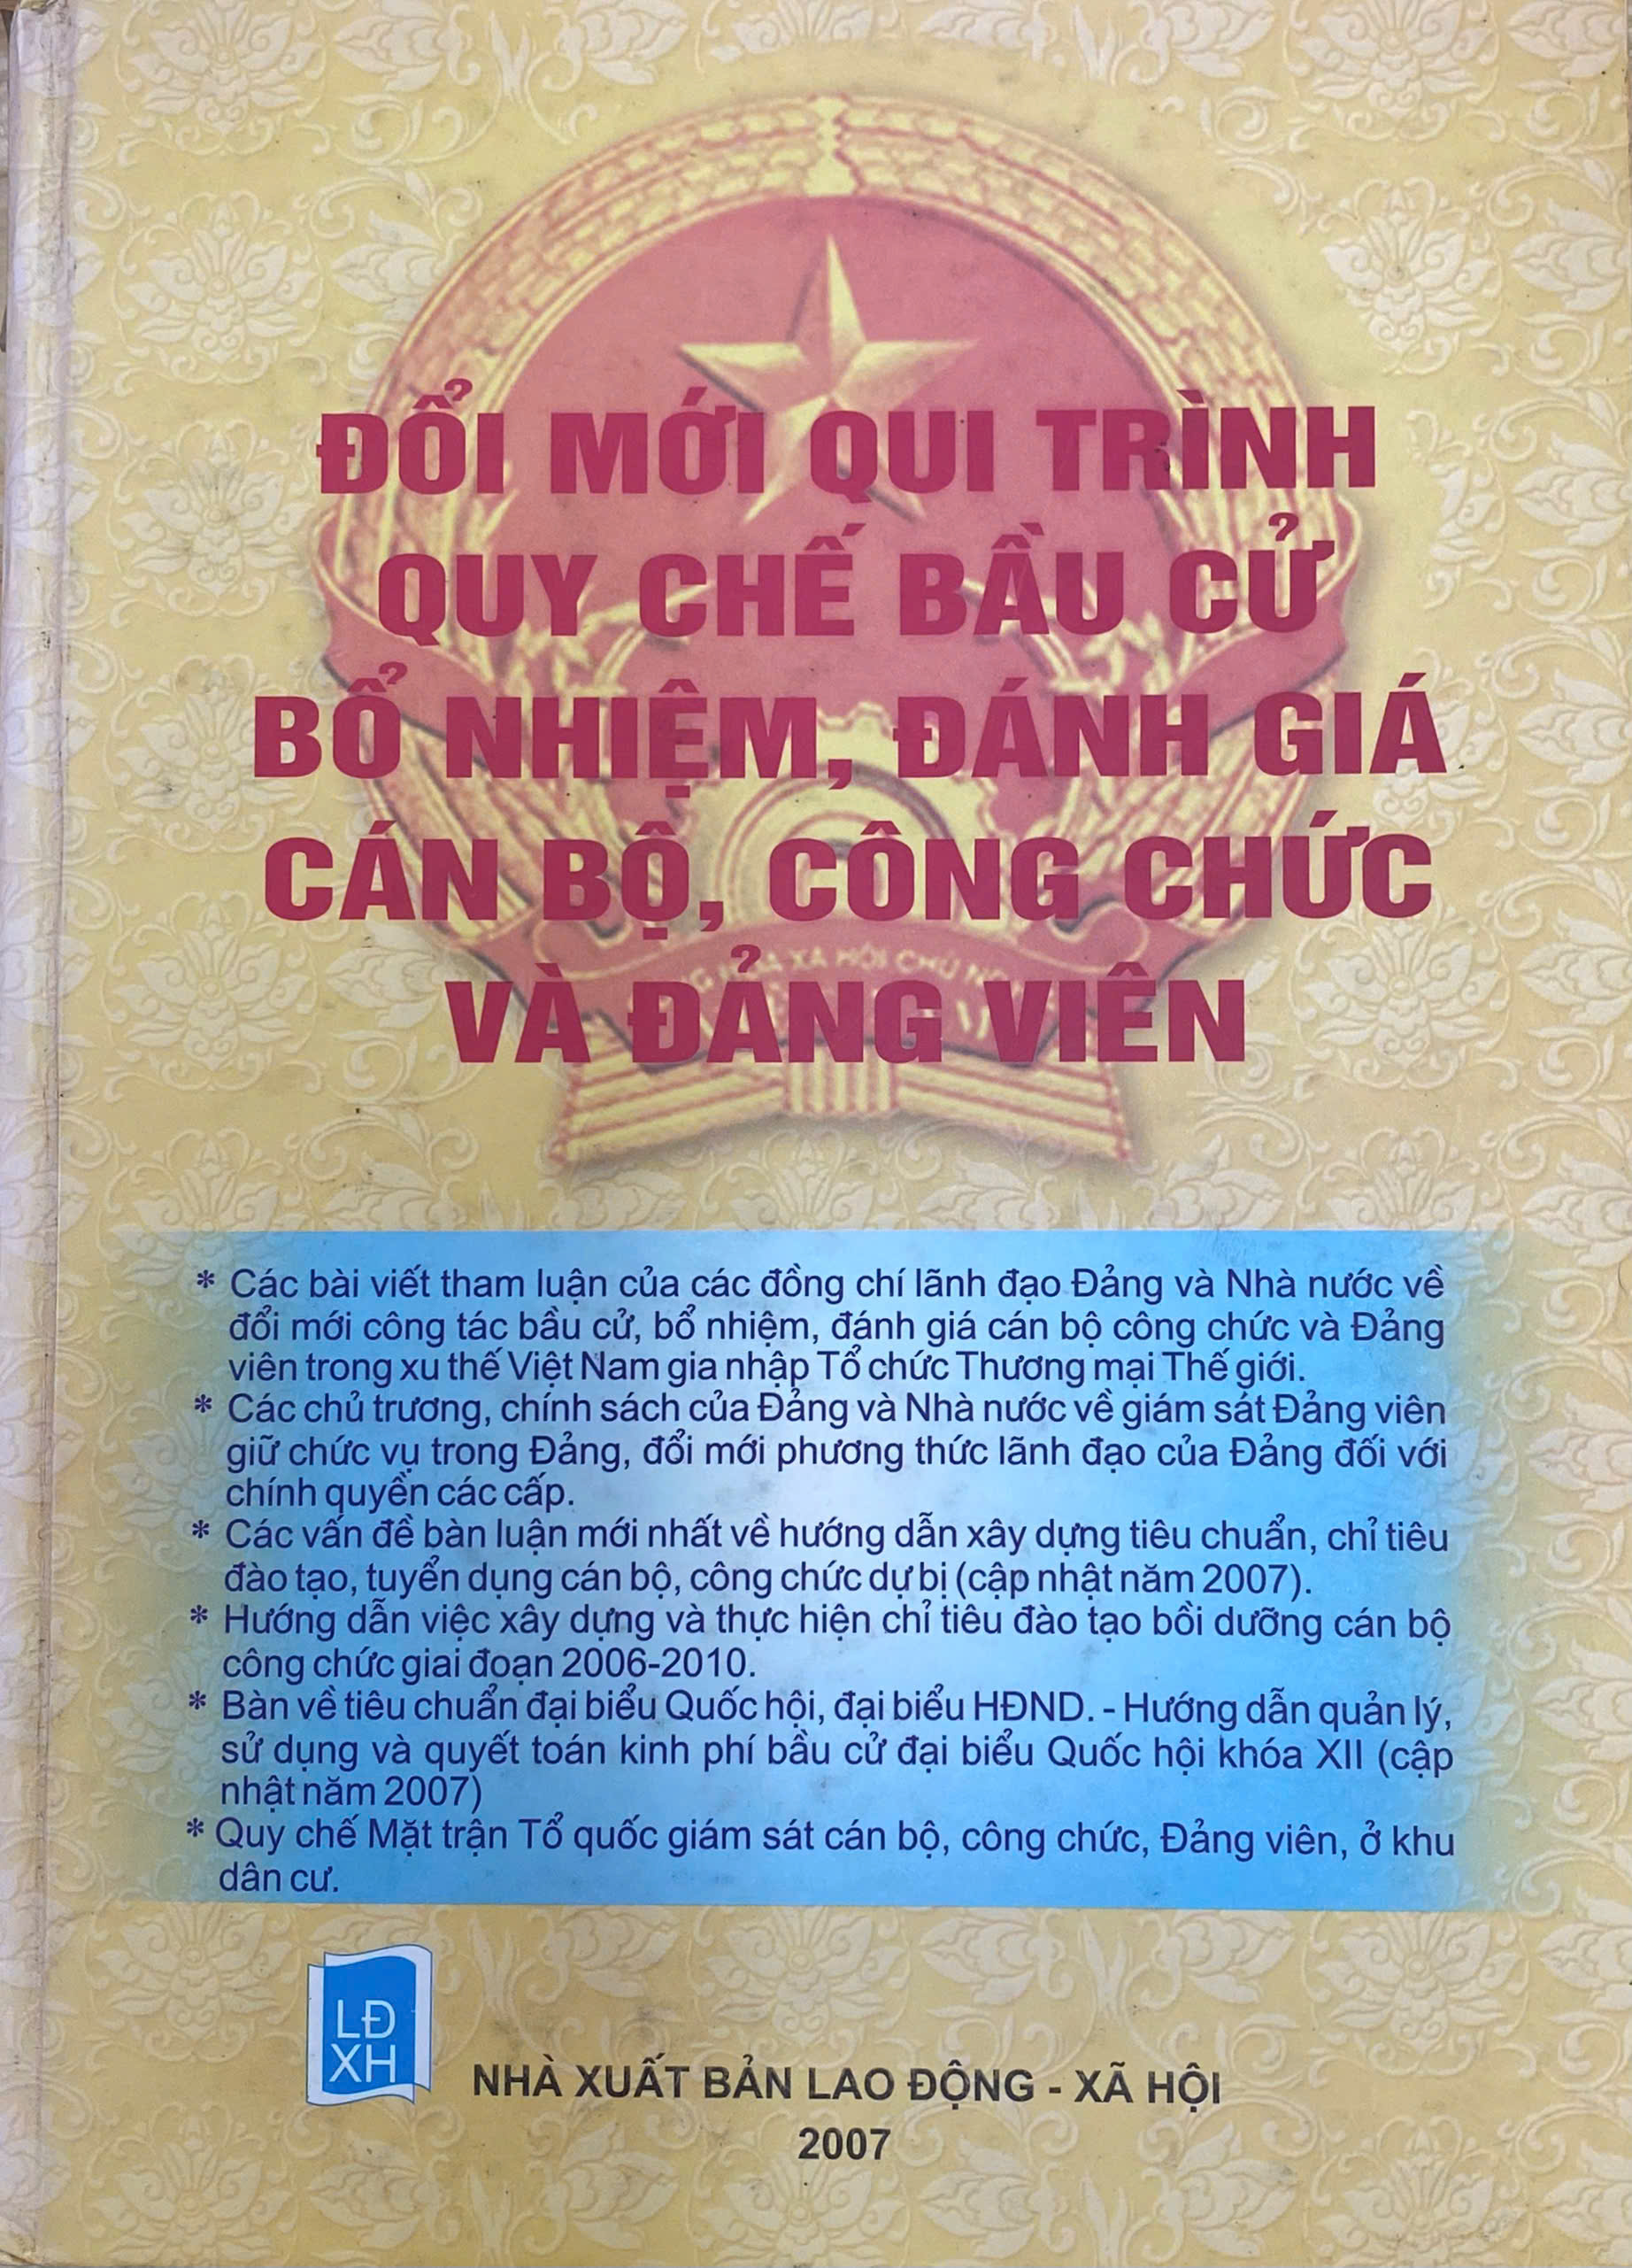 ĐỔI MỚI QUI TRÌNH
QUY CHẾ BẦU CỬ
BỔ NHIỆM, ĐÁNH GIÁ
CÁN BỘ, CÔNG CHỨC
XÃ HỘI CHỦ
VÀ ĐẢNG VIÊN
* Các bài viết tham luận của các đồng chí lãnh đạo Đảng và Nhà nước về
đổi mới công tác bầu cử, bổ nhiệm, đánh giá cán bộ công chức và Đảng
viên trong xu thế Việt Nam gia nhập Tổ chức Thương mại Thế giới.
* Các chủ trương, chính sách của Đảng và Nhà nước về giám sát Đảng viên
giữ chức vụ trong Đảng, đổi mới phương thức lãnh đạo của Đảng đối với
chính quyền các cấp.
* Các vấn đề bàn luận mới nhất về hướng dẫn xây dựng tiêu chuẩn, chỉ tiêu
đào tạo, tuyển dụng cán bộ, công chức dự bị (cập nhật năm 2007).
* Hướng dẫn việc xây dựng và thực hiện chỉ tiêu đào tạo bồi dưỡng cán bộ
công chức giai đoạn 2006-2010.
* Bàn về tiêu chuẩn đại biểu Quốc hội, đại biểu HĐND. - Hướng dẫn quản lý,
sử dụng và quyết toán kinh phí bầu cử đại biểu Quốc hội khóa XII (cập
nhật năm 2007)
* Quy chế Mặt trận Tổ quốc giám sát cán bộ, công chức, Đảng viên, ở khu
dân cư.
LĐ
XH
NHÀ XUẤT BẢN LAO ĐỘNG - XÃ HỘI
2007